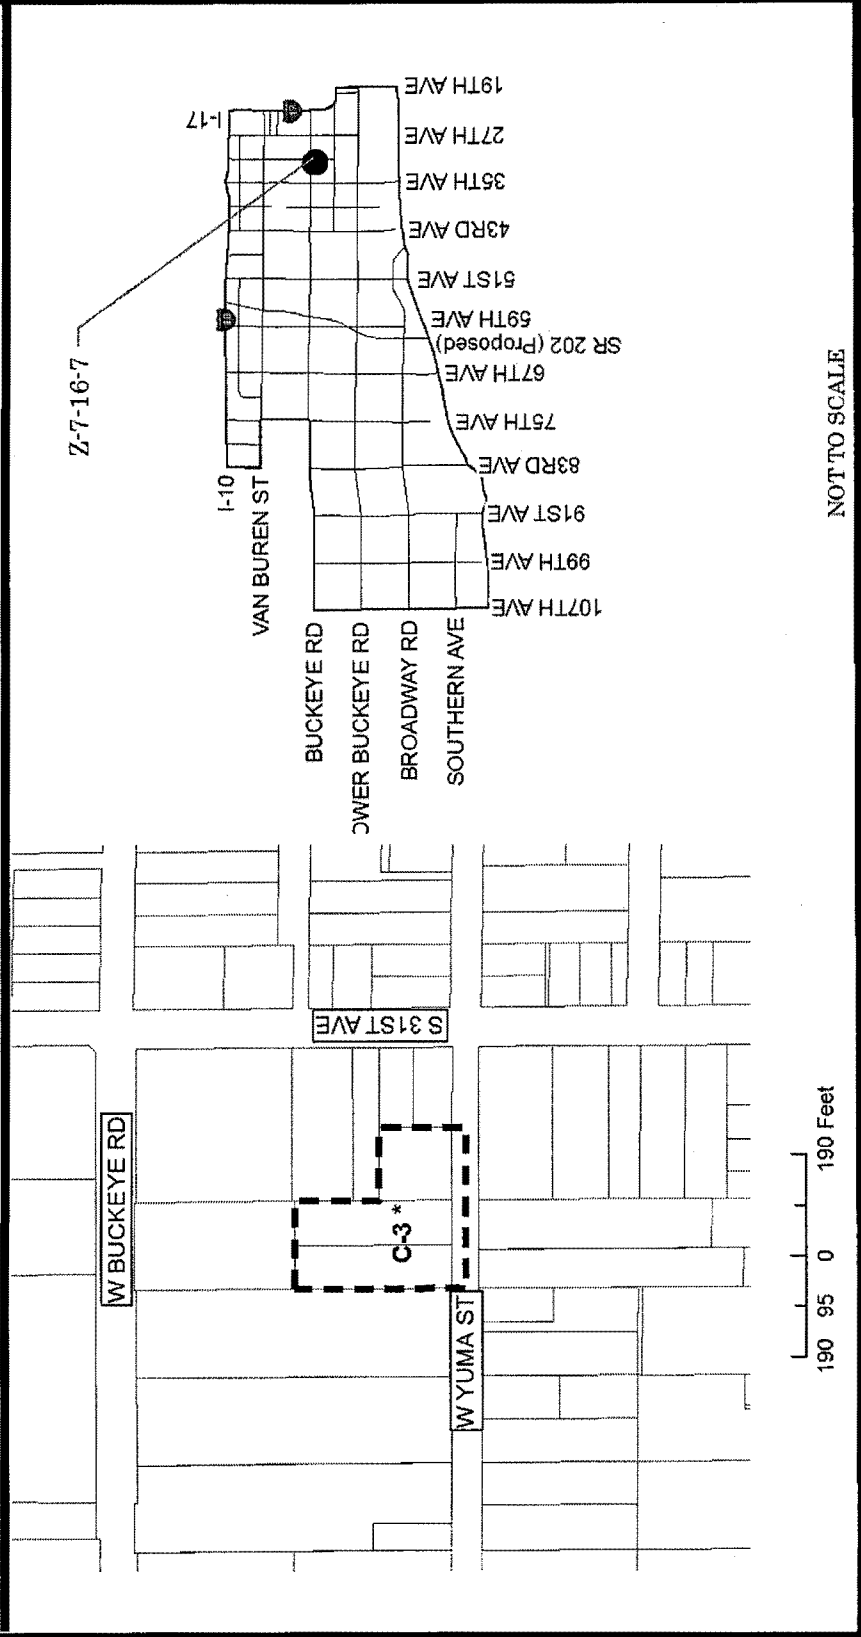 Z-7-16-7
I-17
I-10
VAN BUREN ST
BUCKEYE RD
OWER BUCKEYE RD
BROADWAY RD
SOUTHERN AVE
19TH AVE
27TH AVE
35TH AVE
43RD AVE
51ST AVE
59TH AVE
SR 202 (Proposed)
67TH AVE
75TH AVE
83RD AVE
91ST AVE
99TH AVE
107TH AVE
NOT TO SCALE
W BUCKEYE RD
S 31ST AVE
C-3 *
W YUMA ST
190 95 0 190 Feet